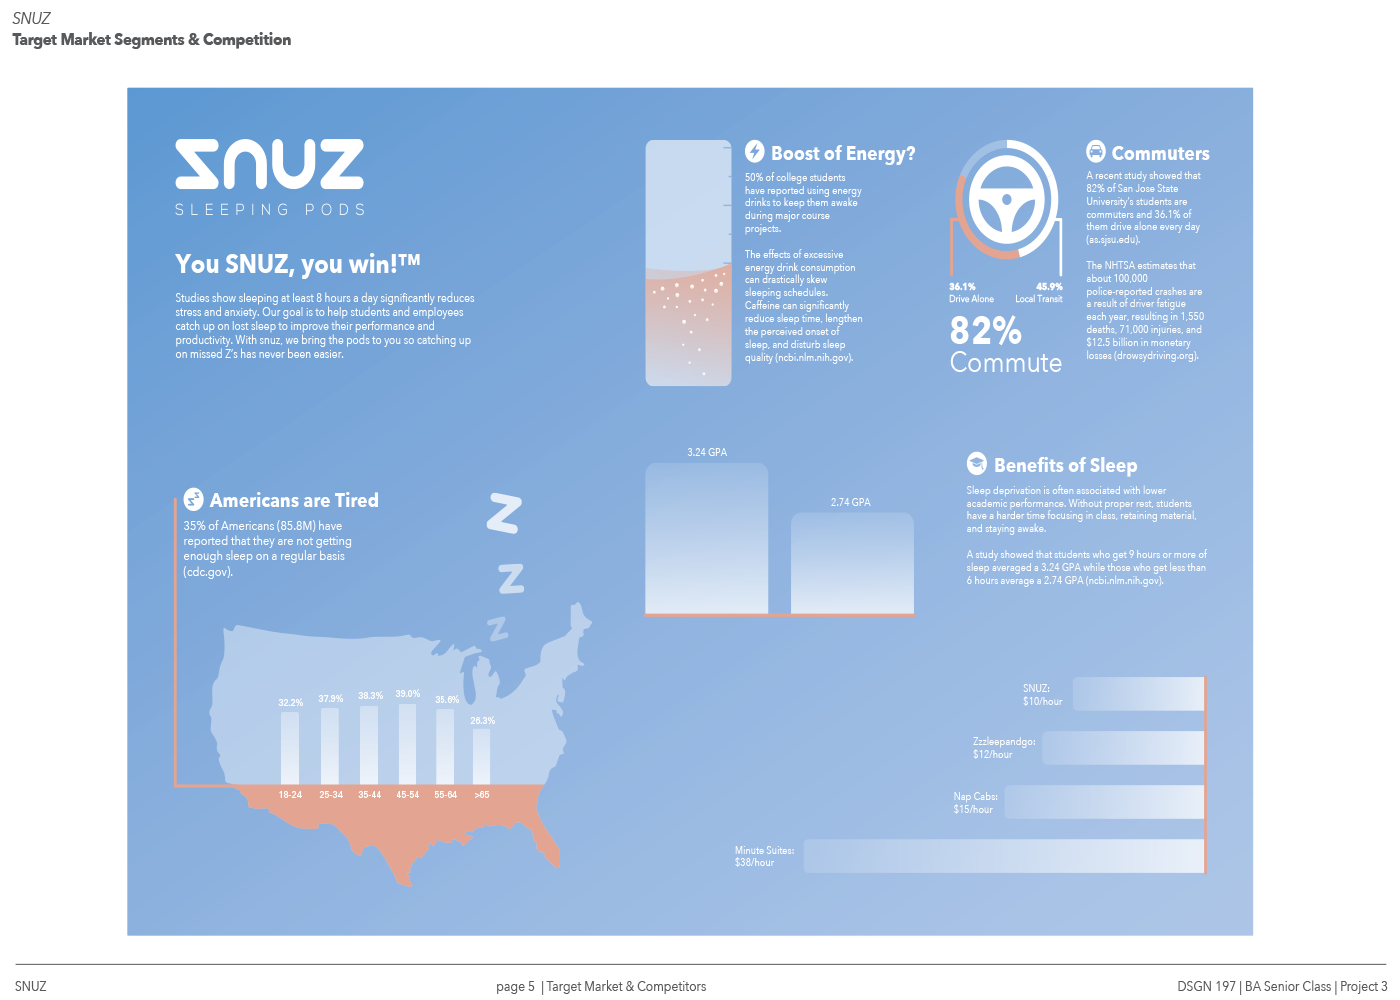 SNUZ
Target Market Segments & Competition
SNUZ
SLEEPING PODS
You SNUZ, you win!™
Studies show sleeping at least 8 hours a day significantly reduces
stress and anxiety. Our goal is to help students and employees
catch up on lost sleep to improve their performance and
productivity. With snuz, we bring the pods to you so catching up
on missed Z's has never been easier.
Boost of Energy?
50% of college students
have reported using energy
drinks to keep them awake
during major course
projects.
The effects of excessive
energy drink consumption
can drastically skew
sleeping schedules.
Caffeine can significantly
reduce sleep time, lengthen
the perceived onset of
sleep, and disturb sleep
quality (ncbi.nlm.nih.gov).
36.1%
Drive Alone
45.9%
Local Transit
82%
Commute
Commuters
A recent study showed that
82% of San Jose State
University's students are
commuters and 36.1% of
them drive alone every day
(as.sjsu.edu).
The NHTSA estimates that
about 100,000
police-reported crashes are
a result of driver fatigue
each year, resulting in 1,550
deaths, 71,000 injuries, and
$12.5 billion in monetary
losses (drowsydriving.org).
z z
Americans are Tired
35% of Americans (85.8M) have
reported that they are not getting
enough sleep on a regular basis
(cdc.gov).
Z
Z
Z
32.2%
37.9%
38.3%
39.0%
35.6%
26.3%
18-24
25-34
35-44
45-54
55-64
>65
3.24 GPA
2.74 GPA
Benefits of Sleep
Sleep deprivation is often associated with lower
academic performance. Without proper rest, students
have a harder time focusing in class, retaining material,
and staying awake.
A study showed that students who get 9 hours or more of
sleep averaged a 3.24 GPA while those who get less than
6 hours average a 2.74 GPA (ncbi.nlm.nih.gov).
SNUZ:
$10/hour
Zzzleepandgo:
$12/hour
Nap Cabs:
$15/hour
Minute Suites:
$38/hour
SNUZ
page 5 | Target Market & Competitors
DSGN 197 | BA Senior Class | Project 3